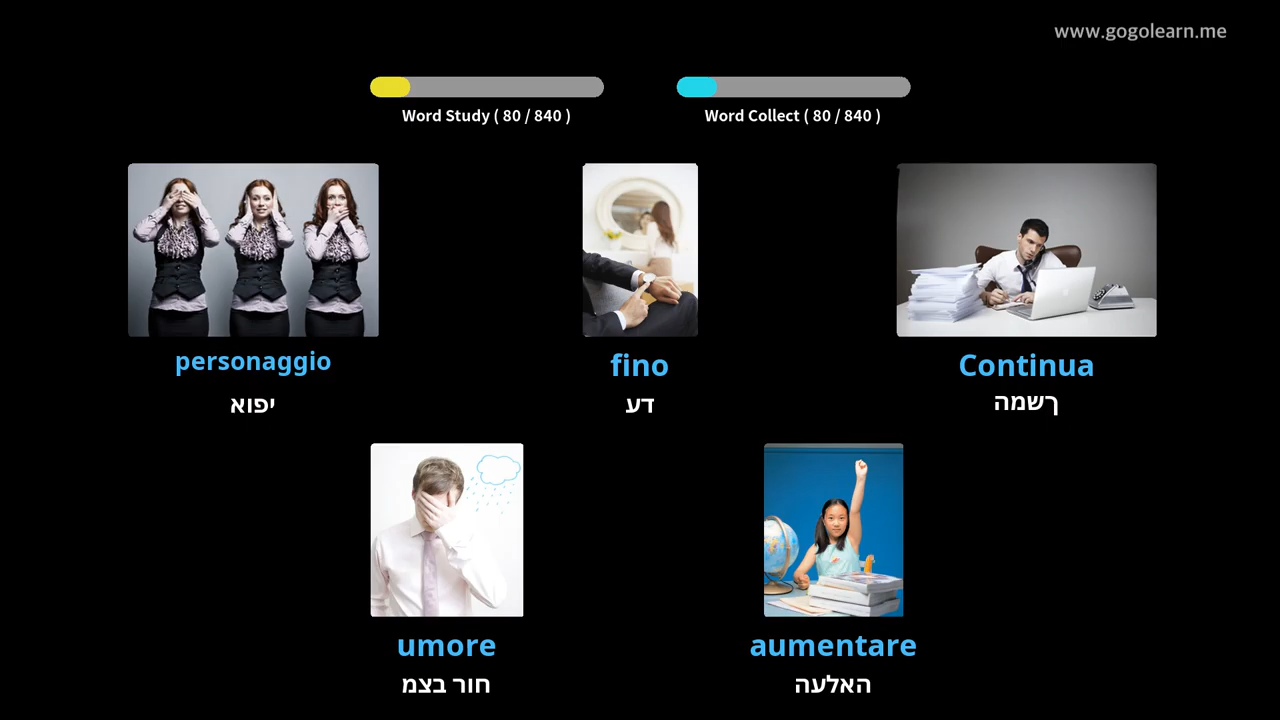 www.gogolearn.me
Word Study ( 80 / 840 )
Word Collect ( 80 / 840 )
personaggio
יפוא
fino
דע
Continua
ךשמה
umore
חור בצמ
aumentare
האלעה